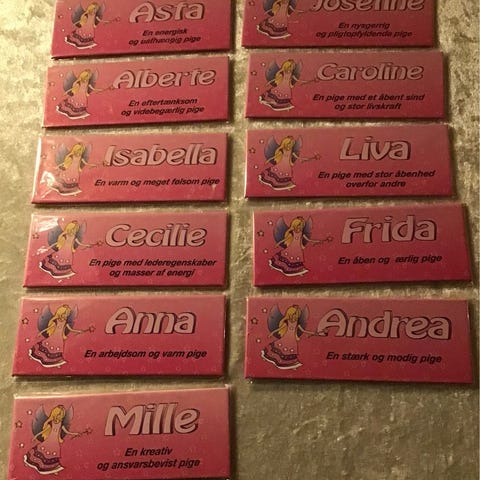 Asta
En energisk
og uafhængig pige
Alberte
En eftertænksom
og videbegærlig pige
Isabella
En varm og meget følsom pige
Cecilie
En pige med lederegenskaber
og masser af energi
Anna
En arbejdsom og varm pige
Mille
En kreativ
og ansvarsbevist pige
Josefine
En nysgerrig
og pligtopfyldende pige
Caroline
En pige med et åbent sind
og stor livskraft
Liva
En pige med stor åbenhed
overfor andre
Frida
En åben og ærlig pige
Andrea
En stærk og modig pige